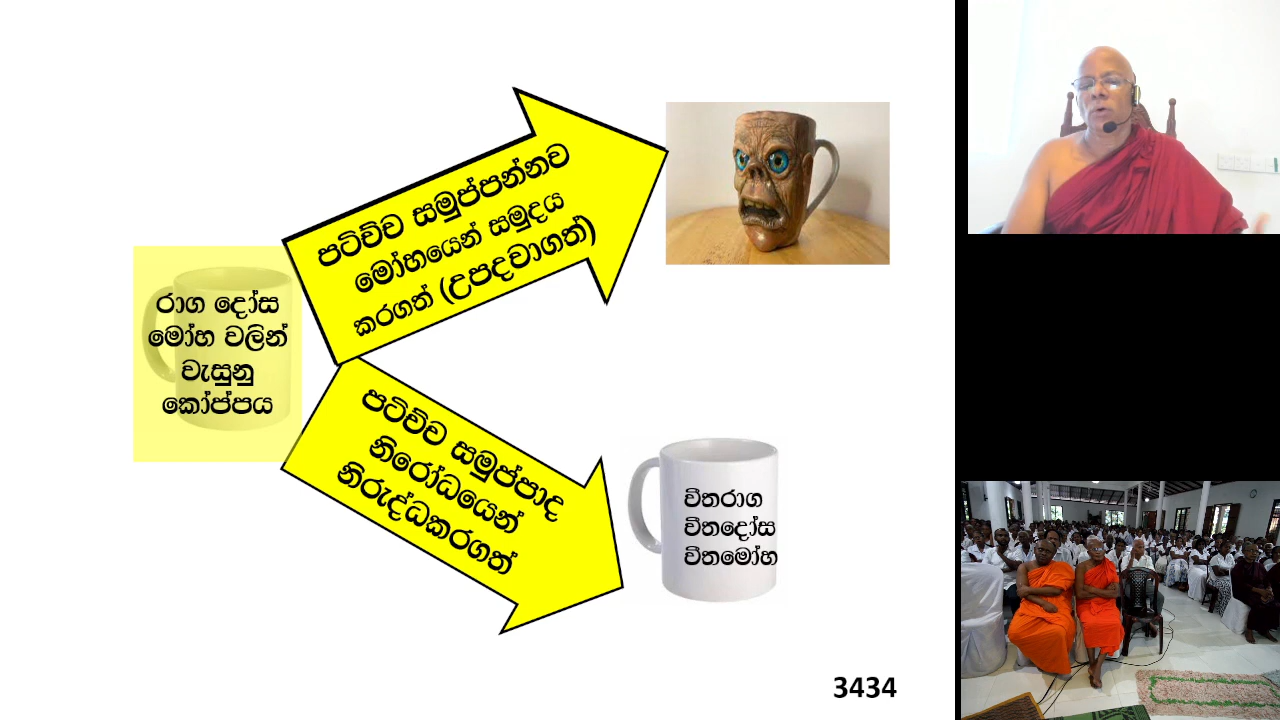 රාග දෝස
මෝහ වලින්
වැසුනු
කෝප්පය
පටිච්ච සමුප්පන්නව
මෝහයෙන් සමුදය
කරගත් (උපදවාගත්)
පටිච්ච සමුප්පාද
නිරෝධයෙන්
නිරුද්ධකරගත්
විතරාග
විතදෝස
වීතමෝහ
3434